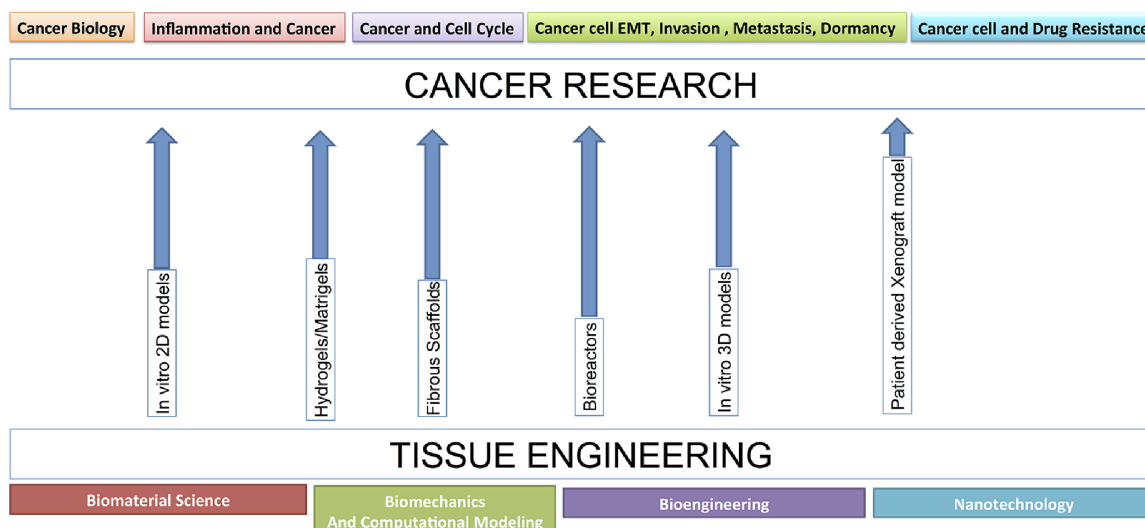 Cancer Biology
Inflammation and Cancer
Cancer and Cell Cycle
Cancer cell EMT, Invasion , Metastasis, Dormancy
Cancer cell and Drug Resistance
CANCER RESEARCH
In vitro 2D models
Hydrogels/Matrigels
Fibrous Scaffolds
Bioreactors
In vitro 3D models
Patient derived Xenograft model
TISSUE ENGINEERING
Biomaterial Science
Biomechanics
And Computational Modeling
Bioengineering
Nanotechnology